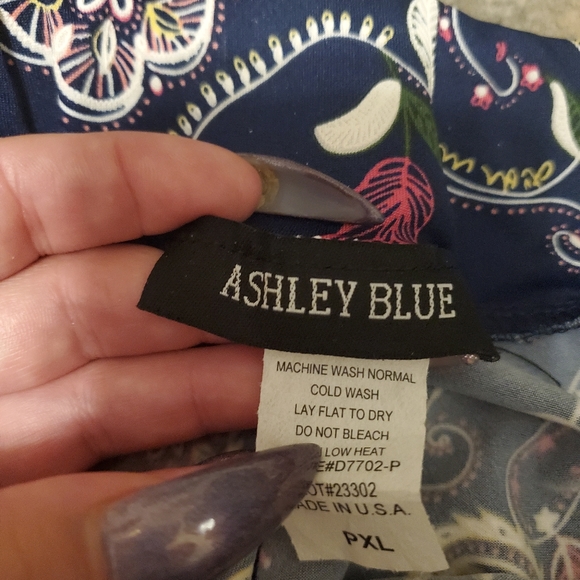 ASHLEY BLUE
MACHINE WASH NORMAL
COLD WASH
LAY FLAT TO DRY
DO NOT BLEACH
LOW HEAT
E#D7702-P
OT#23302
ADE IN U.S.A.
PXL